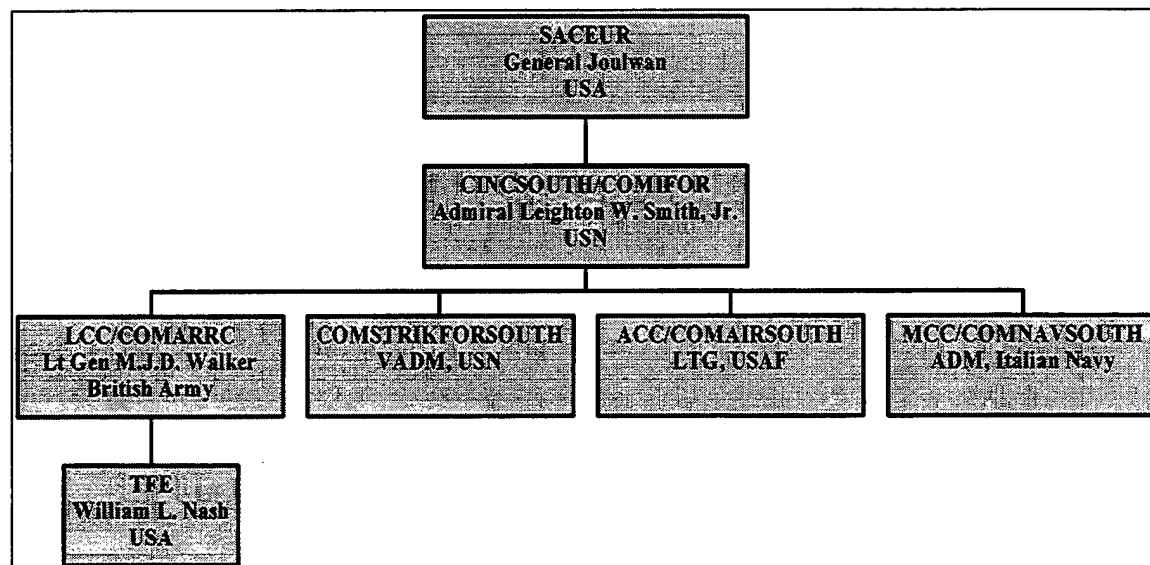 SACEUR
General Joulwan
USA
CINCSOUTH/COMIFOR
Admiral Leighton W. Smith, Jr.
USN
LCC/COMARRC
Lt Gen M.J.D. Walker
British Army
COMSTRIKFORSOUTH
VADM, USN
ACC/COMAIRSOUTH
LTG, USAF
MCC/COMNAVSOUTH
ADM, Italian Navy
TFE
William L. Nash
USA